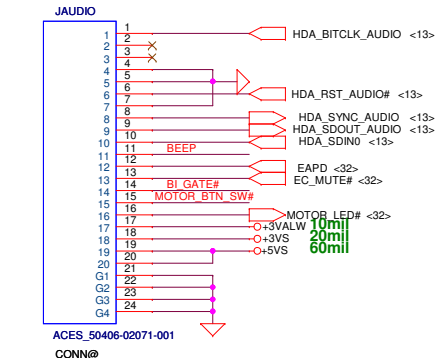 JAUDIO
1 1 HDA_BITCLK_AUDIO <13>
2 2
3 3
4 4
5 5
6 6 HDA_RST_AUDIO# <13>
7 7
8 8 HDA_SYNC_AUDIO <13>
9 9 HDA_SDOUT_AUDIO <13>
10 10 HDA_SDIN0 <13>
11 11 BEEP
12 12 EAPD <32>
13 13 EC_MUTE# <32>
14 14 BI_GATE#
15 15 MOTOR_BTN_SW#
16 16 MOTOR_LED# <32>
17 17 +3VALW 10mil
18 18 +3VS 20mil
19 19 +5VS 60mil
20 20
G1 21
G2 22
G3 23
G4 24
ACES_50406-02071-001
CONN@